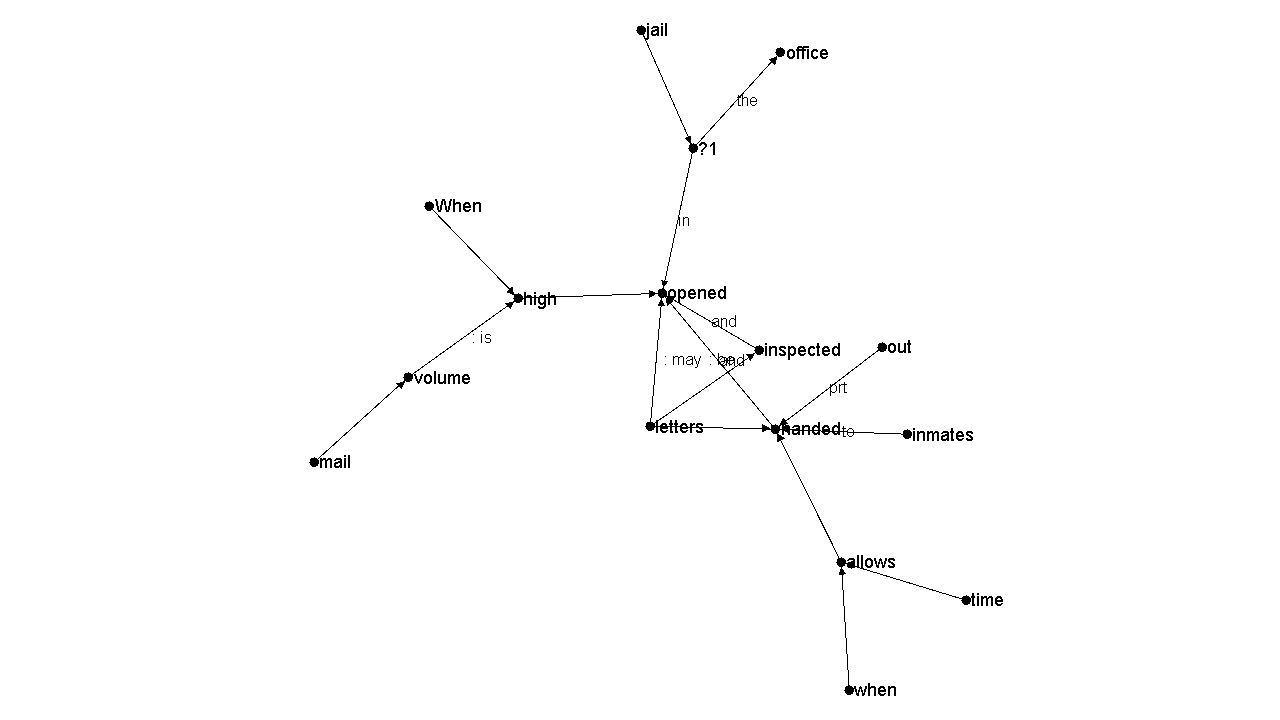 jail
office
the
?1
When
in
high
opened
and
: is
inspected
out
: may : be
and
volume
prt
letters
handed
to
inmates
mail
allows
time
when